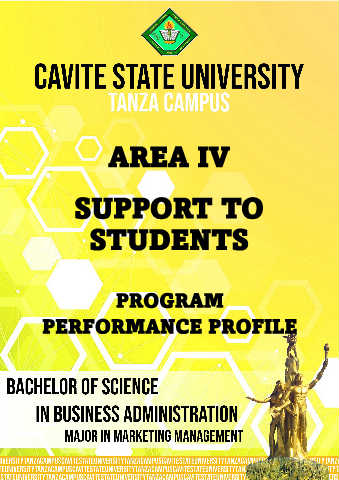 CAVITE STATE UNIVERSITY
TANZA CAMPUS
AREA IV
SUPPORT TO
STUDENTS
PROGRAM
PERFORMANCE PROFILE
BACHELOR OF SCIENCE
IN BUSINESS ADMINISTRATION
MAJOR IN MARKETING MANAGEMENT